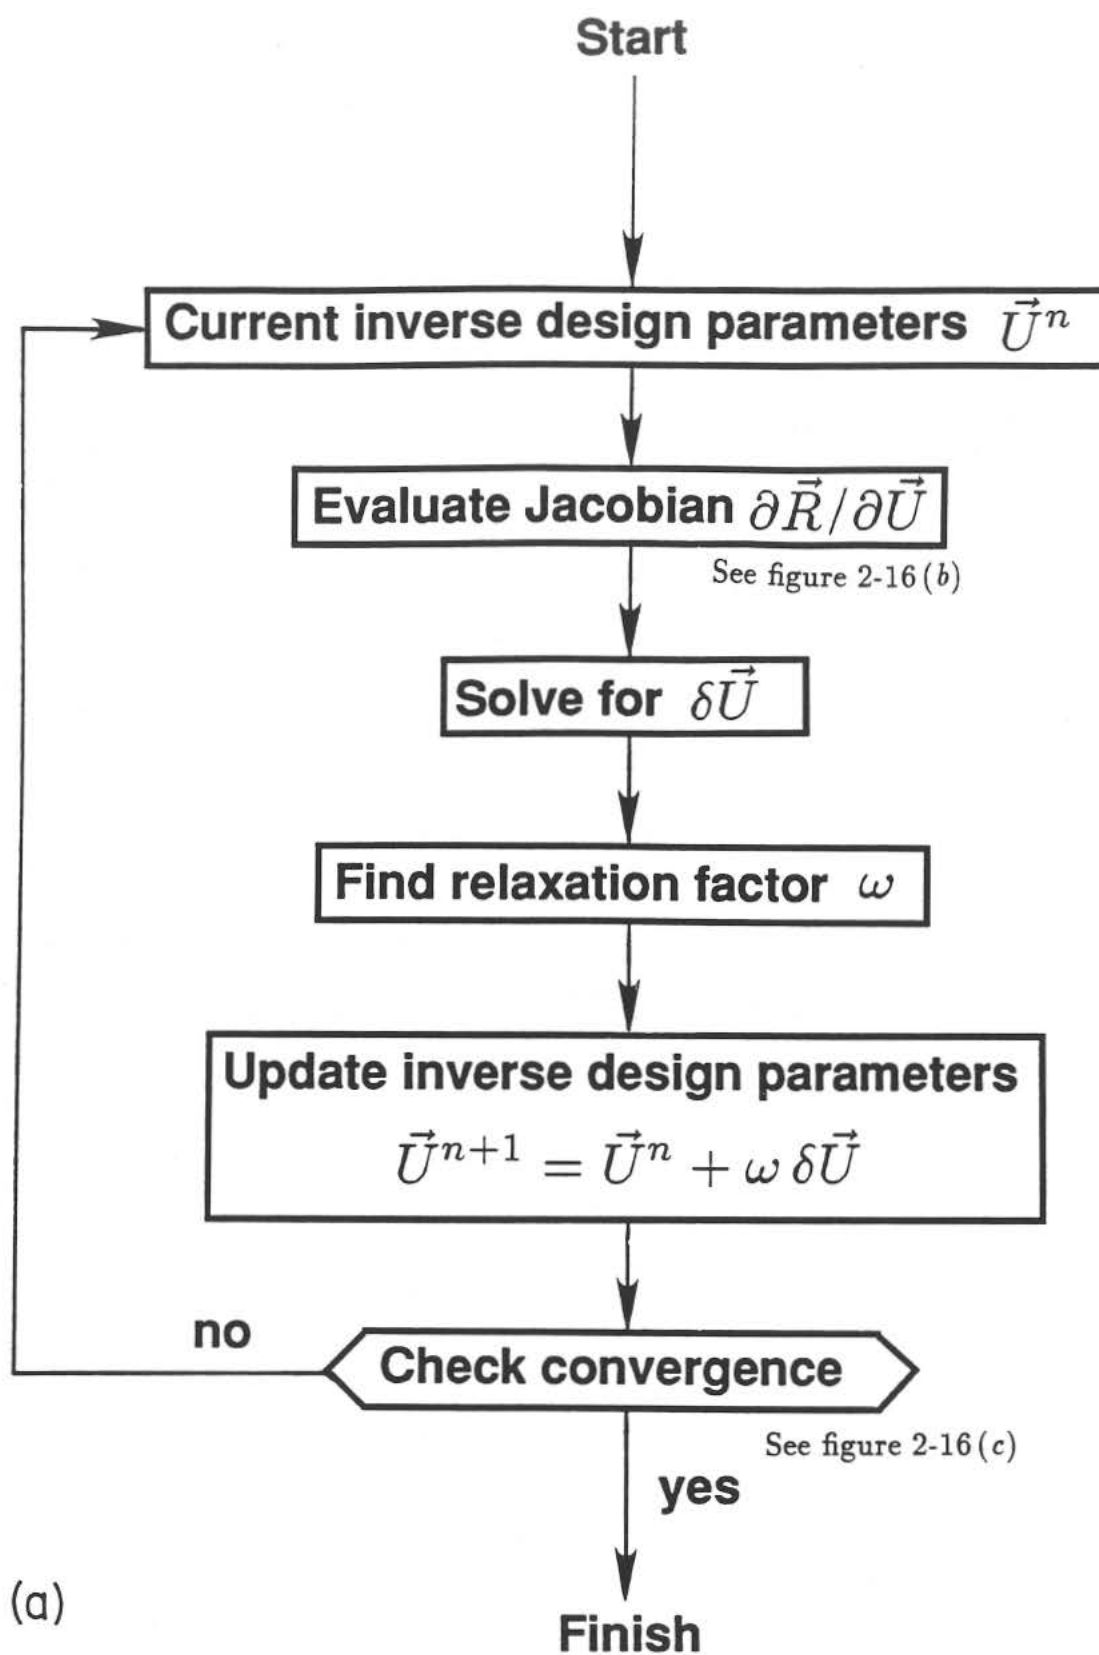 Start
Current inverse design parameters $\vec{U}^n$
Evaluate Jacobian $\partial \vec{R} / \partial \vec{U}$
See figure 2-16 (b)
Solve for $\delta \vec{U}$
Find relaxation factor $\omega$
Update inverse design parameters
$\vec{U}^{n+1} = \vec{U}^n + \omega \, \delta \vec{U}$
no
Check convergence
See figure 2-16 (c)
yes
(a)
Finish